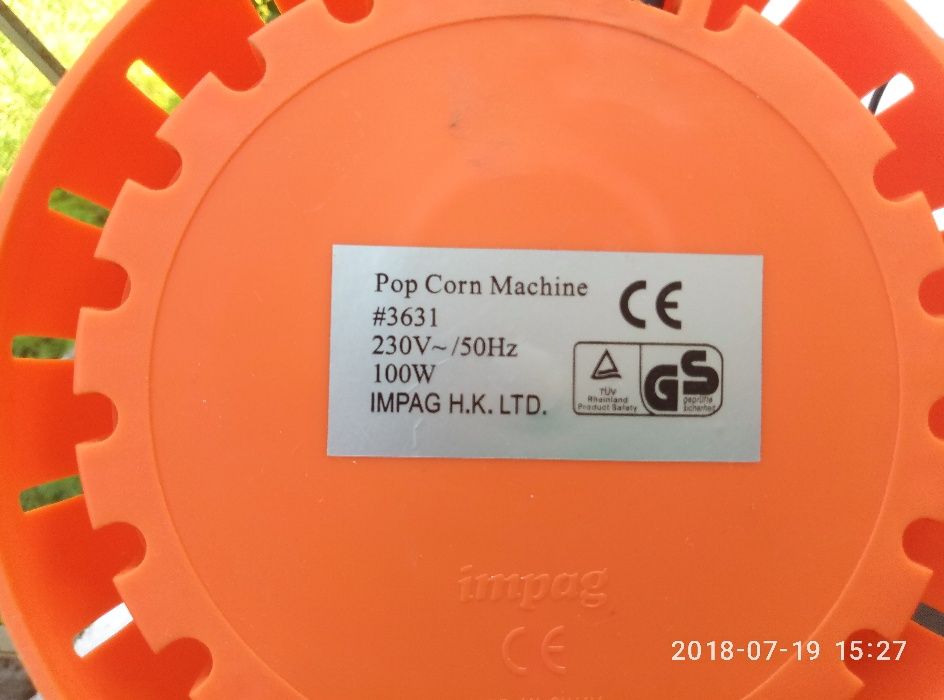 Pop Corn Machine
CE
#3631
230V~ /50Hz
100W
IMPAG H.K. LTD.
TÜV
Rheinland
Product Safety
GS
geprüfte
Sicherheit
impag
CE
2018-07-19 15:27